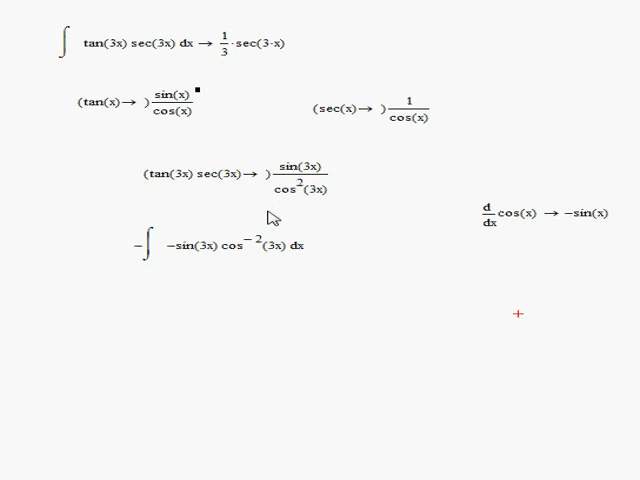 ∫ tan(3x) sec(3x) dx → 1/3 · sec(3·x)
(tan(x)→ ) sin(x)/cos(x) (sec(x)→ ) 1/cos(x)
(tan(3x) sec(3x)→ ) sin(3x)/cos²(3x)
d/dx cos(x) → −sin(x)
−∫ −sin(3x) cos⁻²(3x) dx